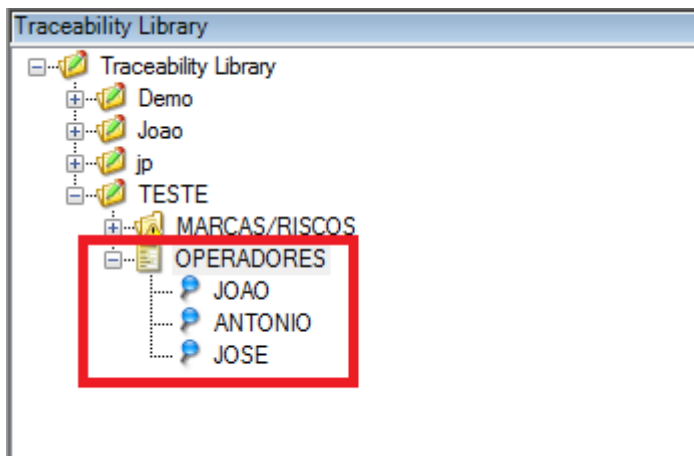 Traceability Library
Traceability Library
Demo
Joao
jp
TESTE
MARCAS/RISCOS
OPERADORES
JOAO
ANTONIO
JOSE